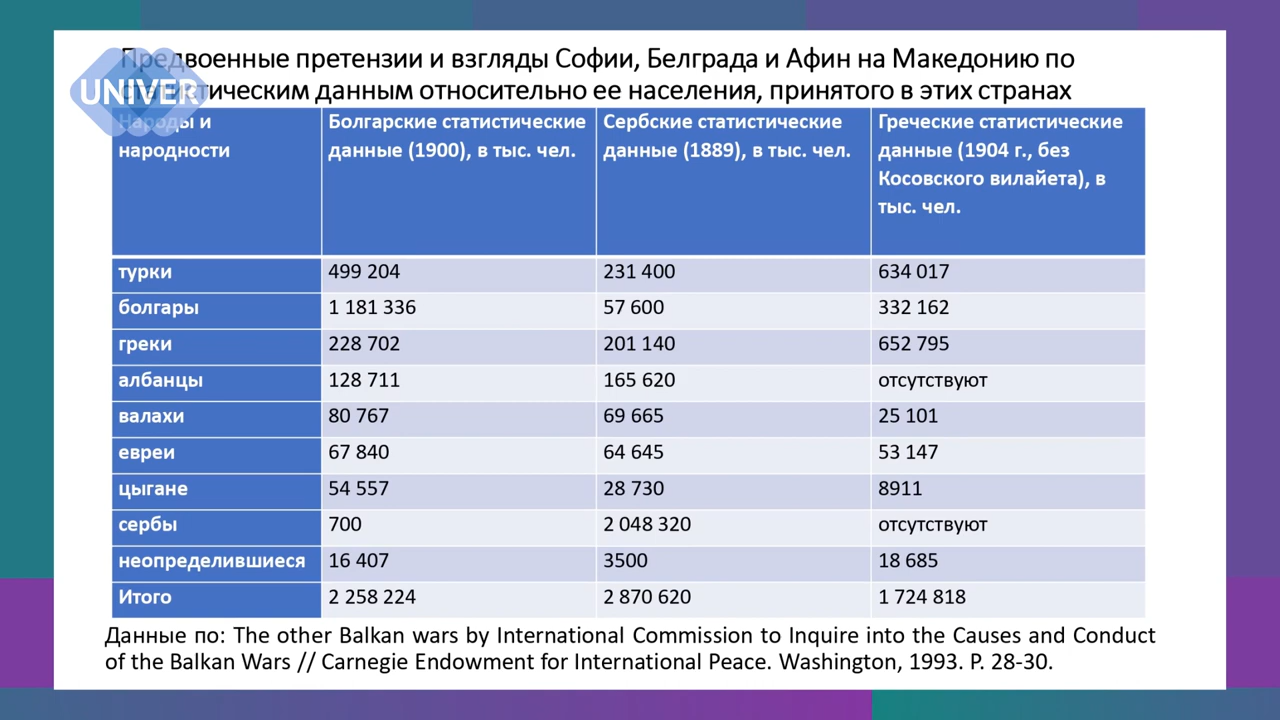 Предвоенные претензии и взгляды Софии, Белграда и Афин на Македонию по
статистическим данным относительно ее населения, принятого в этих странах
UNIVER
Народы и народности
Болгарские статистические данные (1900), в тыс. чел.
Сербские статистические данные (1889), в тыс. чел.
Греческие статистические данные (1904 г., без Косовского вилайета), в тыс. чел.
турки 499 204 231 400 634 017
болгары 1 181 336 57 600 332 162
греки 228 702 201 140 652 795
албанцы 128 711 165 620 отсутствуют
валахи 80 767 69 665 25 101
евреи 67 840 64 645 53 147
цыгане 54 557 28 730 8911
сербы 700 2 048 320 отсутствуют
неопределившиеся 16 407 3500 18 685
Итого 2 258 224 2 870 620 1 724 818
Данные по: The other Balkan wars by International Commission to Inquire into the Causes and Conduct
of the Balkan Wars // Carnegie Endowment for International Peace. Washington, 1993. P. 28-30.